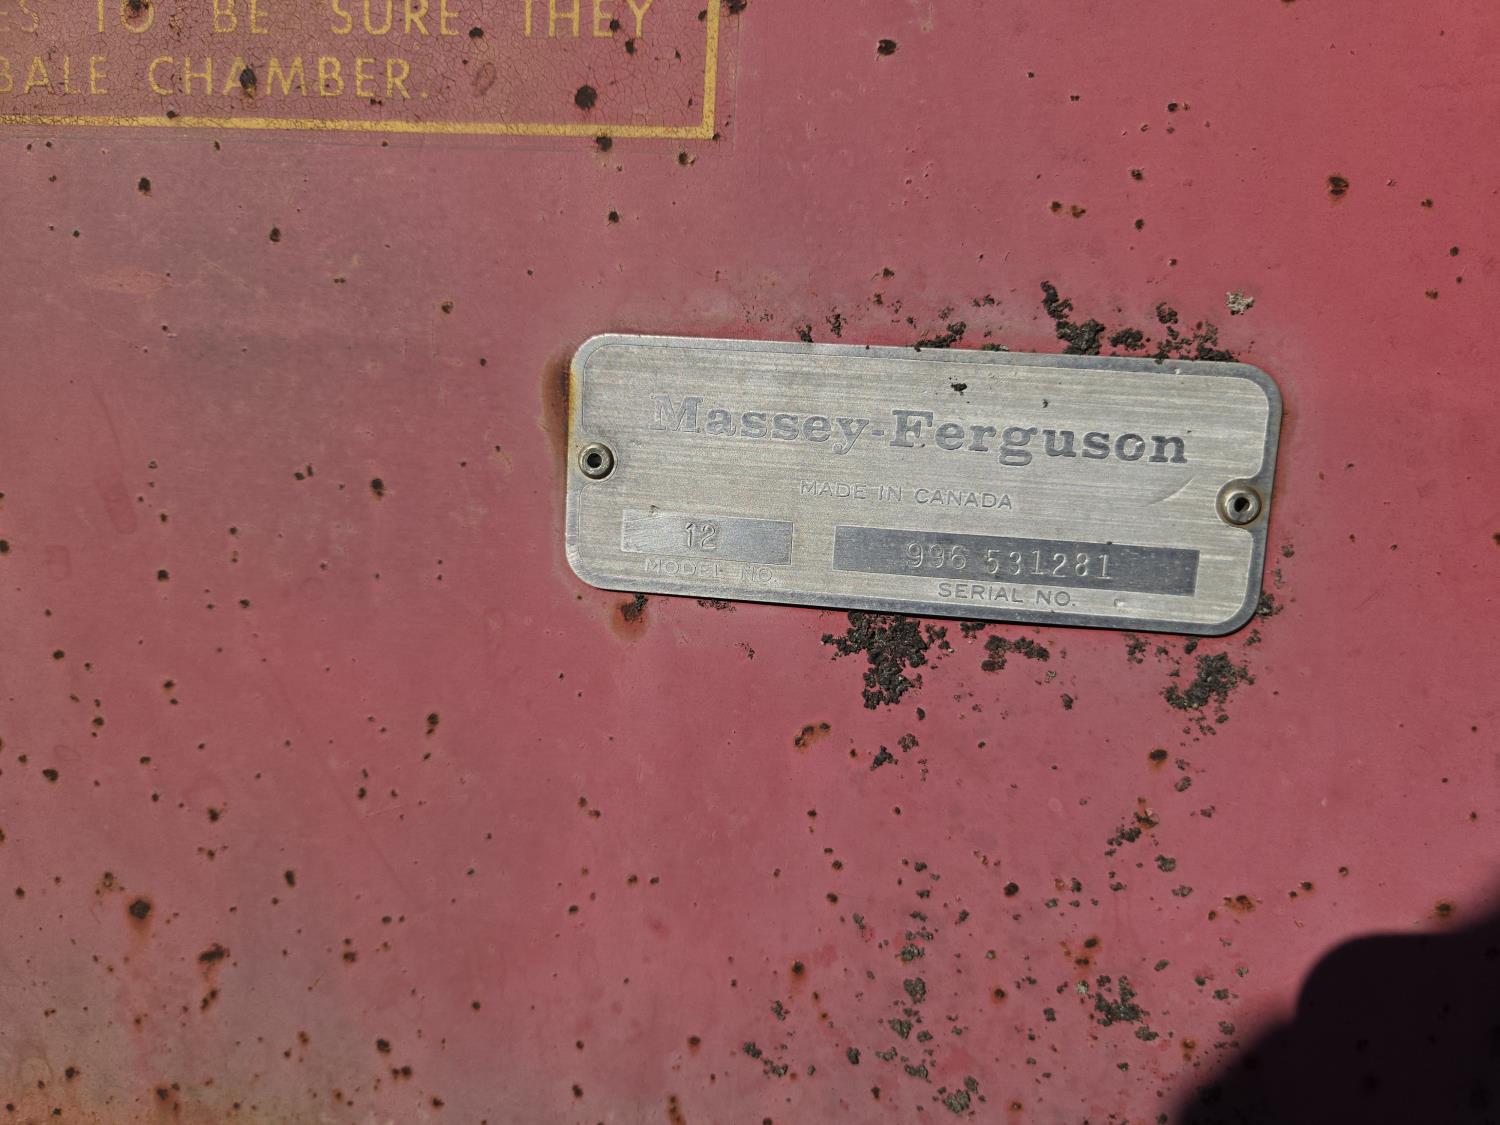 ES TO BE SURE THEY
BALE CHAMBER.
Massey-Ferguson
MADE IN CANADA
12 996 531281
MODEL NO. SERIAL NO.